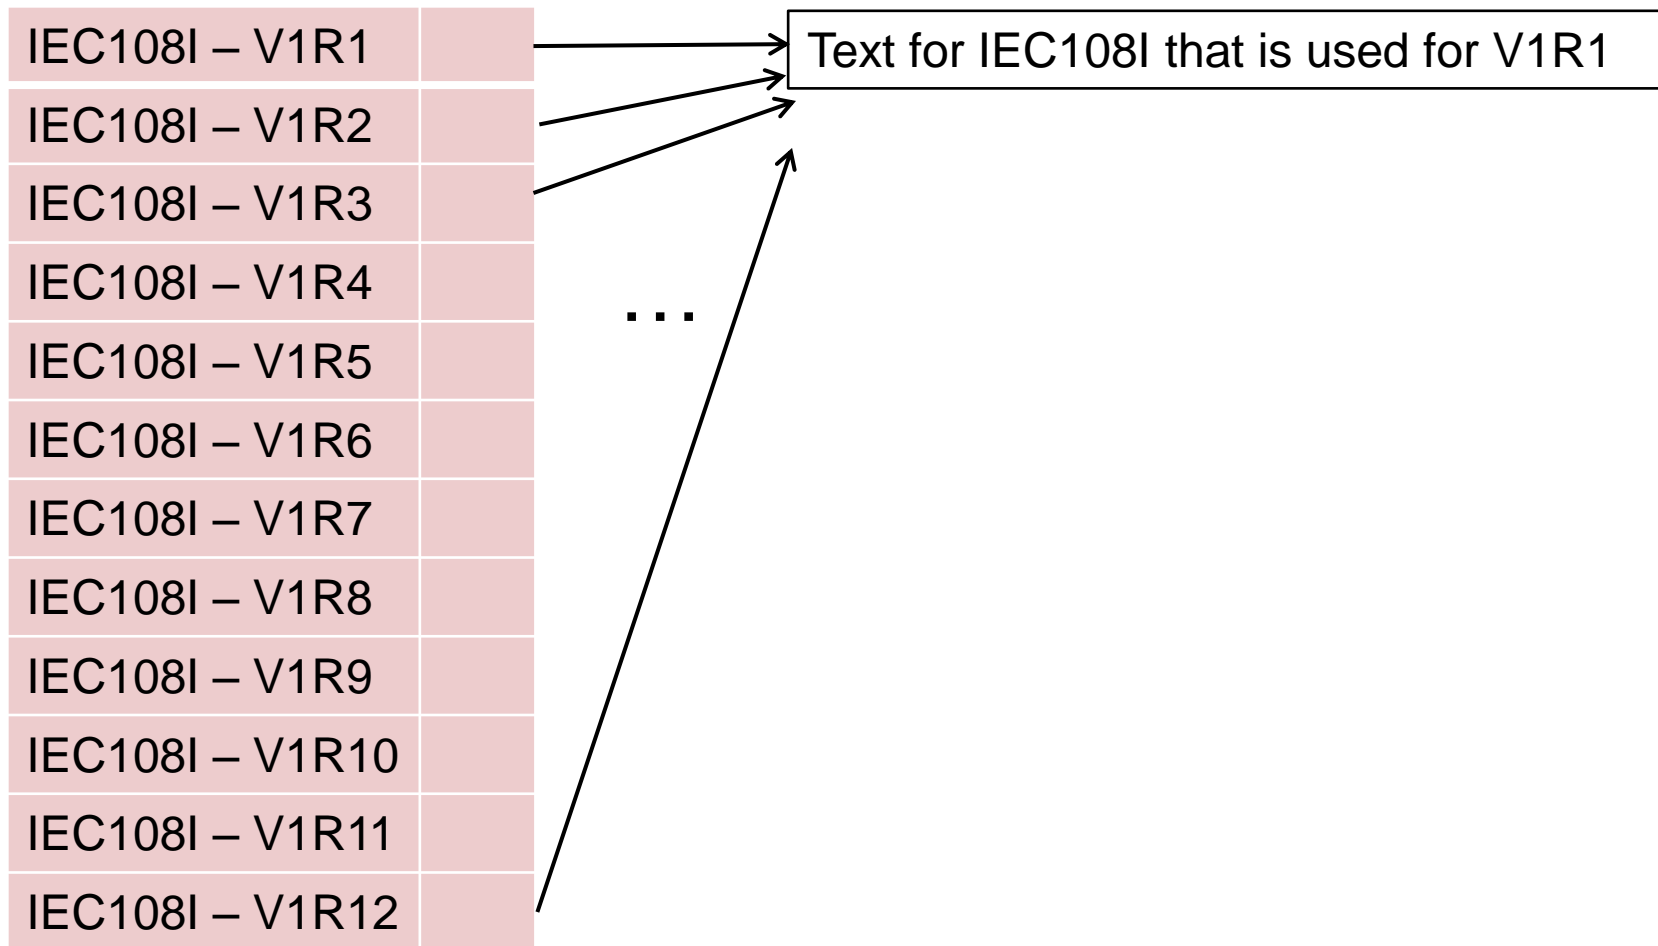 IEC108I – V1R1
Text for IEC108I that is used for V1R1
IEC108I – V1R2
IEC108I – V1R3
IEC108I – V1R4
...
IEC108I – V1R5
IEC108I – V1R6
IEC108I – V1R7
IEC108I – V1R8
IEC108I – V1R9
IEC108I – V1R10
IEC108I – V1R11
IEC108I – V1R12